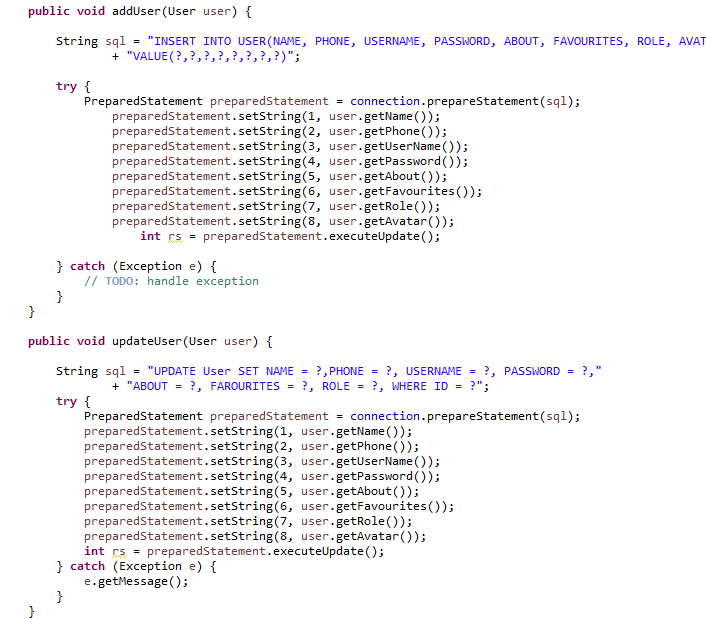 public void addUser(User user) {
String sql = "INSERT INTO USER(NAME, PHONE, USERNAME, PASSWORD, ABOUT, FAVOURITES, ROLE, AVAT
+ "VALUE(?,?,?,?,?,?,?,?)";
try {
PreparedStatement preparedStatement = connection.prepareStatement(sql);
preparedStatement.setString(1, user.getName());
preparedStatement.setString(2, user.getPhone());
preparedStatement.setString(3, user.getUserName());
preparedStatement.setString(4, user.getPassword());
preparedStatement.setString(5, user.getAbout());
preparedStatement.setString(6, user.getFavourites());
preparedStatement.setString(7, user.getRole());
preparedStatement.setString(8, user.getAvatar());
int rs = preparedStatement.executeUpdate();
} catch (Exception e) {
// TODO: handle exception
}
}
public void updateUser(User user) {
String sql = "UPDATE User SET NAME = ?,PHONE = ?, USERNAME = ?, PASSWORD = ?,"
+ "ABOUT = ?, FAROURITES = ?, ROLE = ?, WHERE ID = ?";
try {
PreparedStatement preparedStatement = connection.prepareStatement(sql);
preparedStatement.setString(1, user.getName());
preparedStatement.setString(2, user.getPhone());
preparedStatement.setString(3, user.getUserName());
preparedStatement.setString(4, user.getPassword());
preparedStatement.setString(5, user.getAbout());
preparedStatement.setString(6, user.getFavourites());
preparedStatement.setString(7, user.getRole());
preparedStatement.setString(8, user.getAvatar());
int rs = preparedStatement.executeUpdate();
} catch (Exception e) {
e.getMessage();
}
}